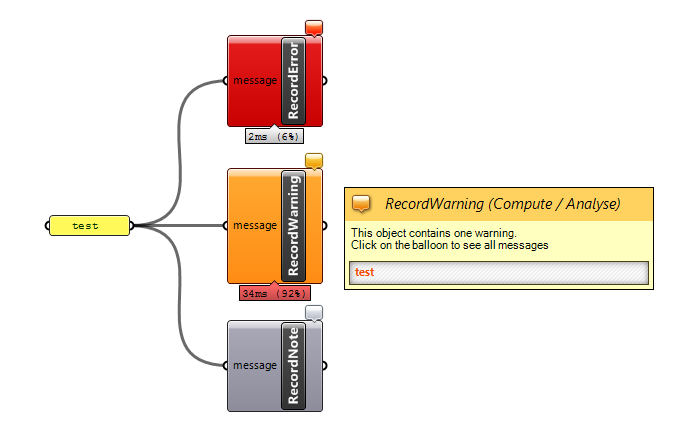 message
RecordError
2ms (6%)
test
message
RecordWarning
34ms (92%)
RecordWarning (Compute / Analyse)
This object contains one warning.
Click on the balloon to see all messages
test
message
RecordNote